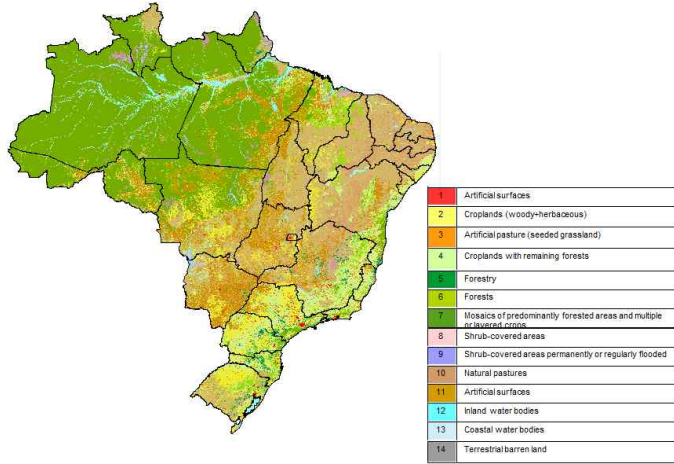 1 Artificial surfaces
2 Croplands (woody+herbaceous)
3 Artificial pasture (seeded grassland)
4 Croplands with remaining forests
5 Forestry
6 Forests
7 Mosaics of predominantly forested areas and multiple
or layered crops
8 Shrub-covered areas
9 Shrub-covered areas permanently or regularly flooded
10 Natural pastures
11 Artificial surfaces
12 Inland water bodies
13 Coastal water bodies
14 Terrestrial barren land